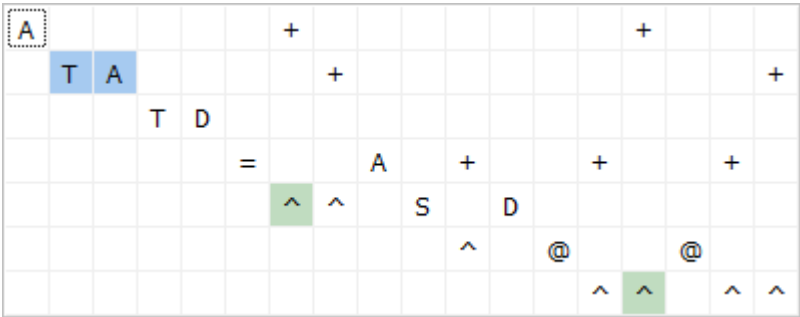 A + +
T A + +
T D
= A + + +
^ ^ S D
^ @ @
^ ^ ^ ^